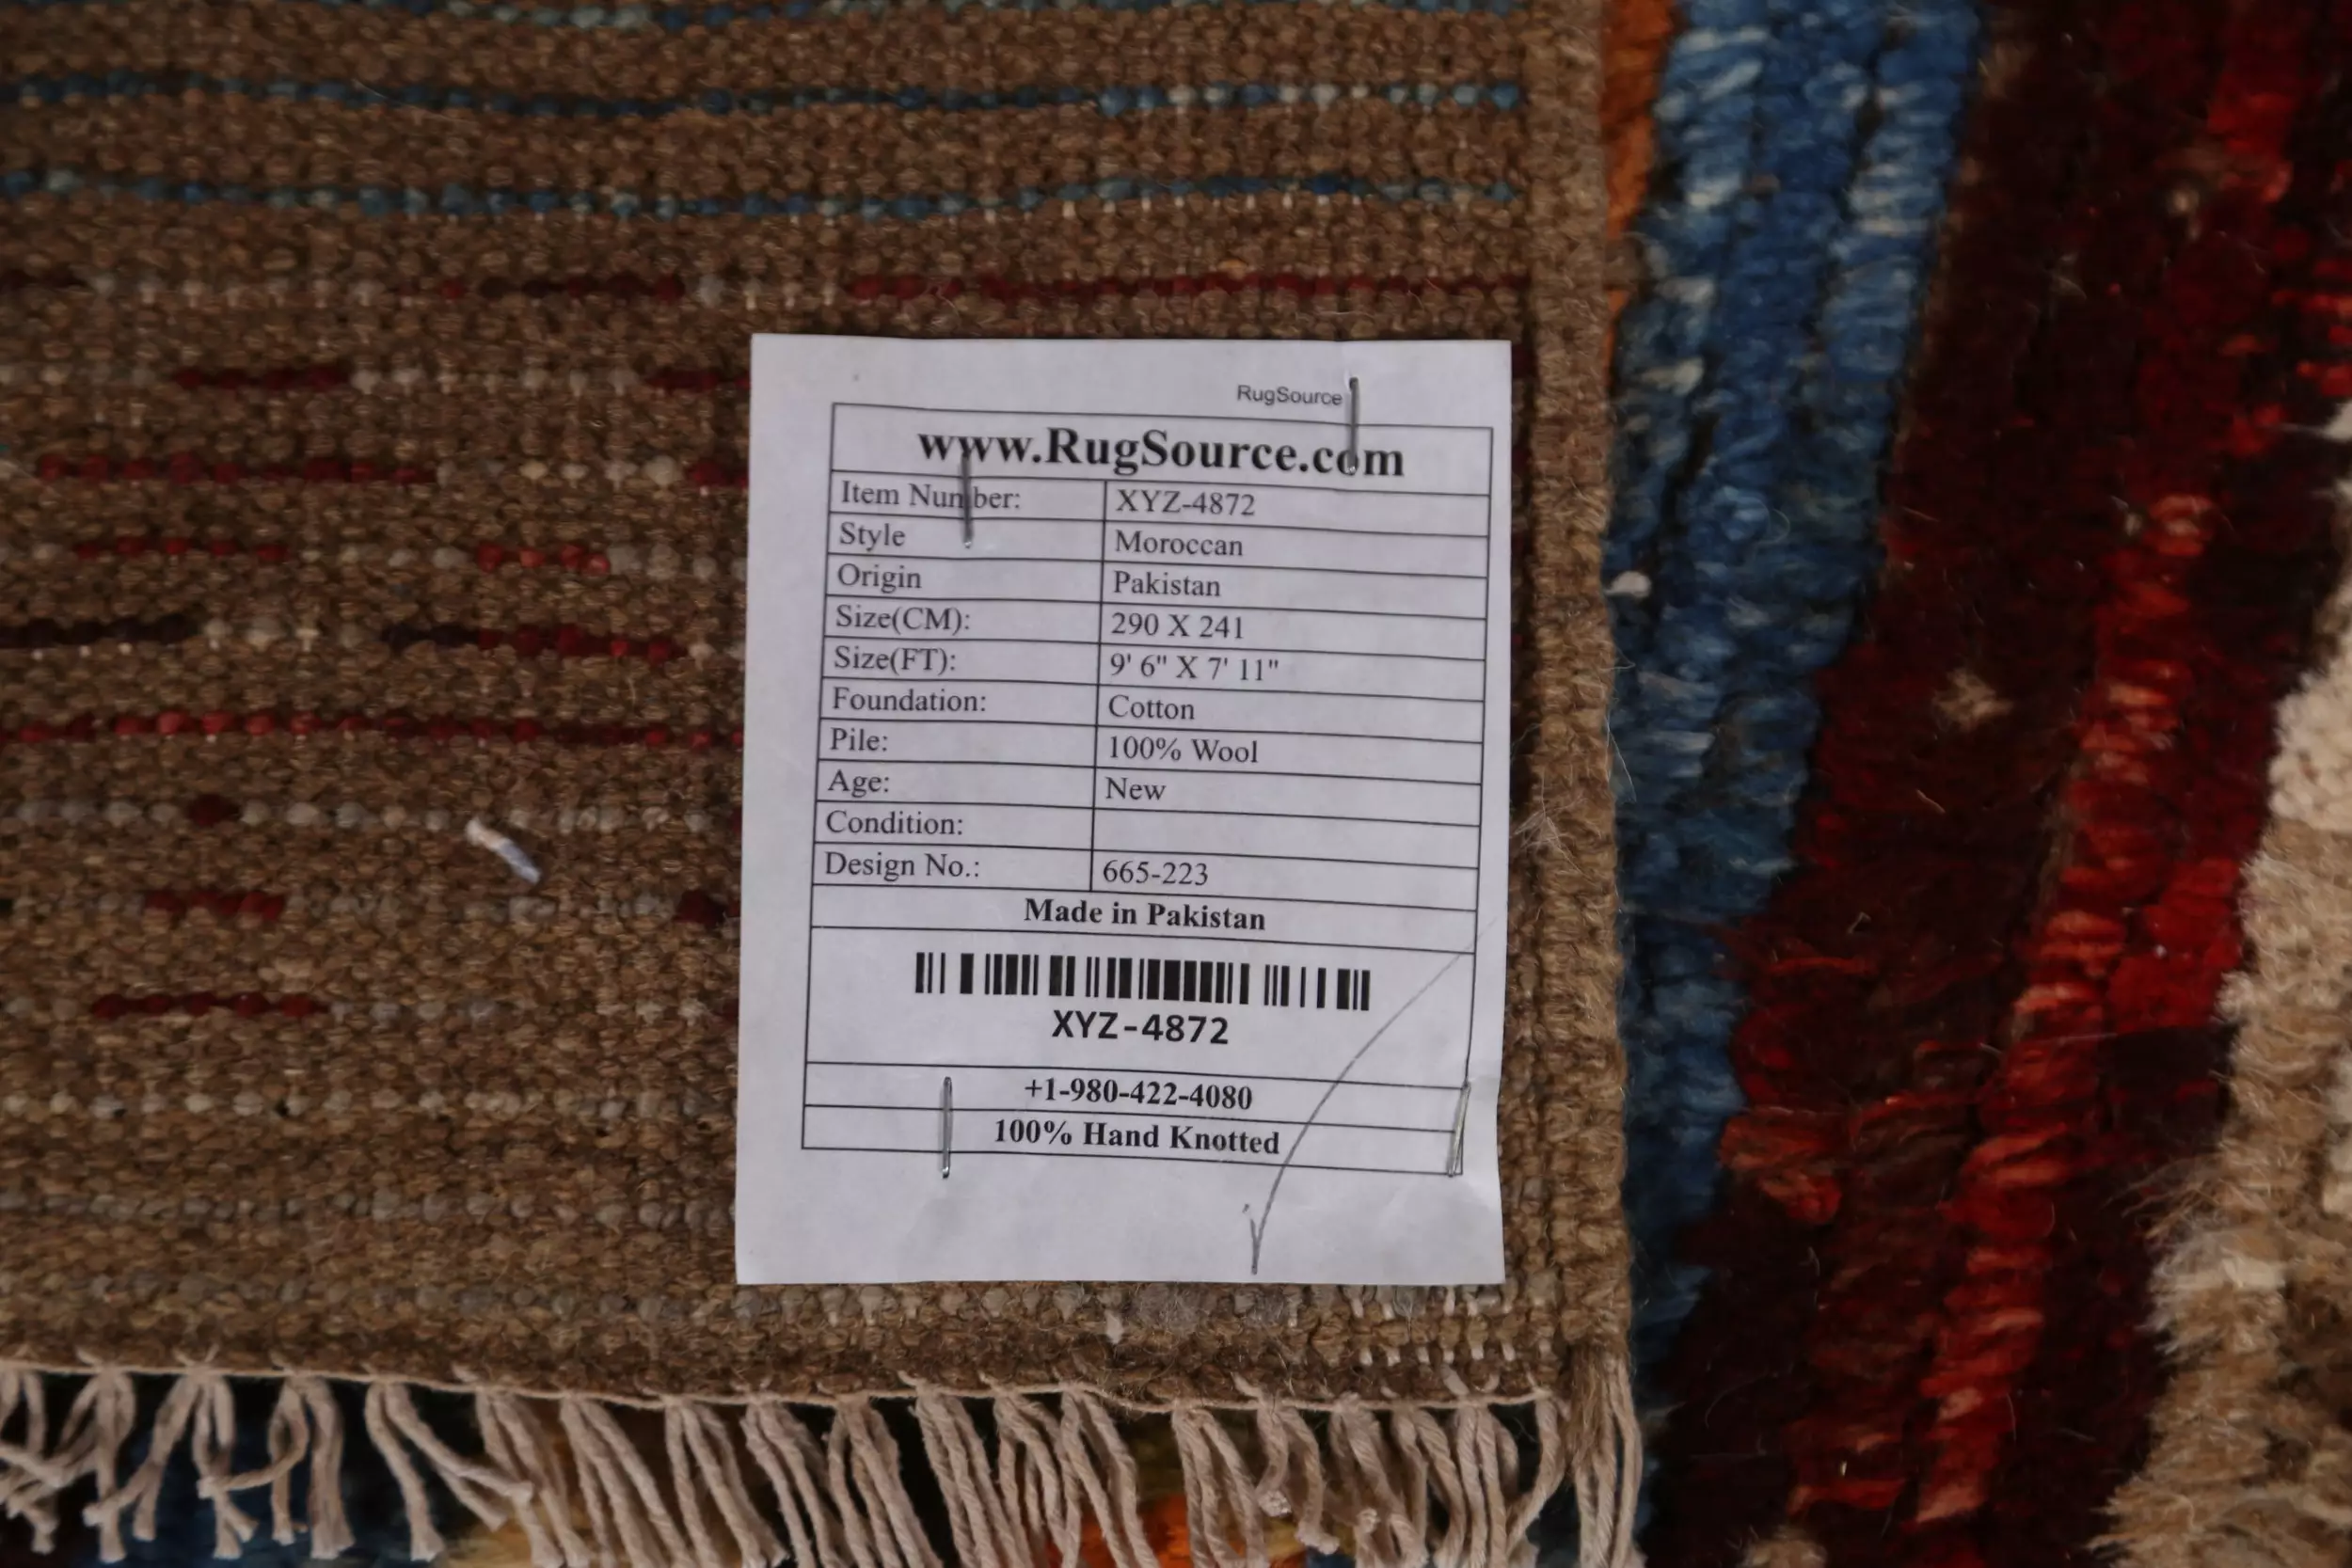 RugSource
www.RugSource.com
Item Number: XYZ-4872
Style Moroccan
Origin Pakistan
Size(CM): 290 X 241
Size(FT): 9' 6" X 7' 11"
Foundation: Cotton
Pile: 100% Wool
Age: New
Condition:
Design No.: 665-223
Made in Pakistan
XYZ-4872
+1-980-422-4080
100% Hand Knotted